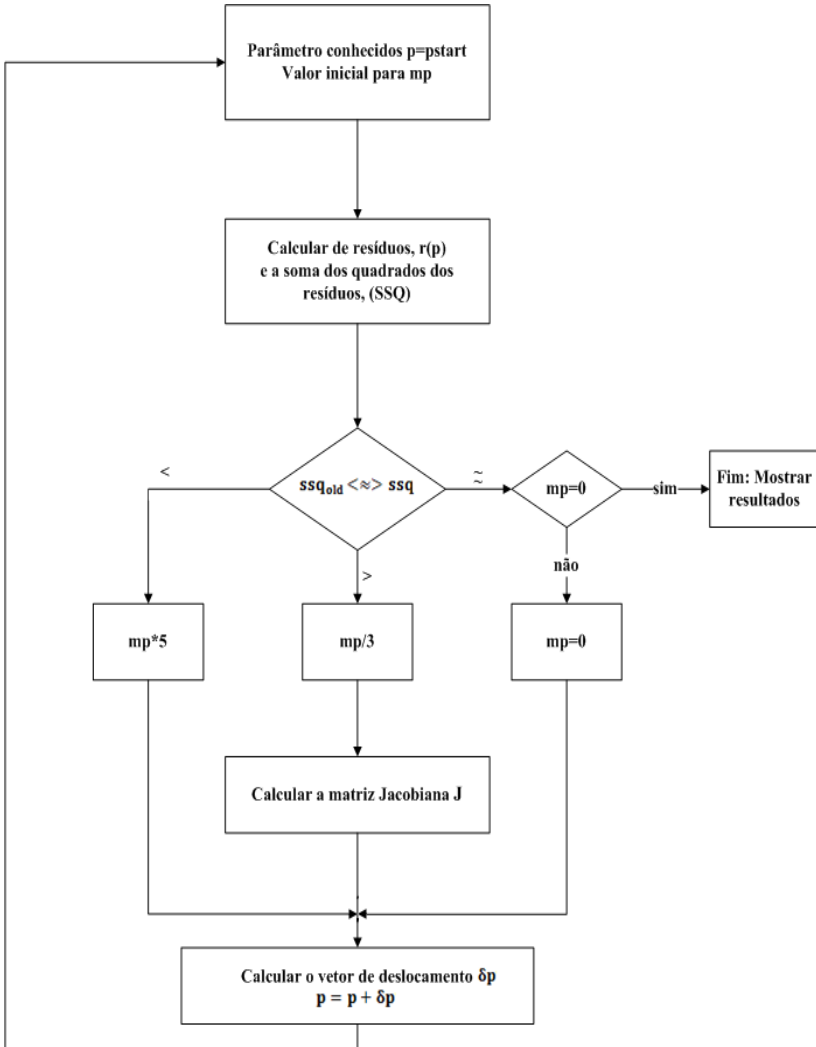 Parâmetro conhecidos p=pstart
Valor inicial para mp
Calcular de resíduos, r(p)
e a soma dos quadrados dos
resíduos, (SSQ)
<
ssq_old <≈> ssq
≈
mp=0
sim
Fim: Mostrar
resultados
>
não
mp*5
mp/3
mp=0
Calcular a matriz Jacobiana J
Calcular o vetor de deslocamento δp
p = p + δp